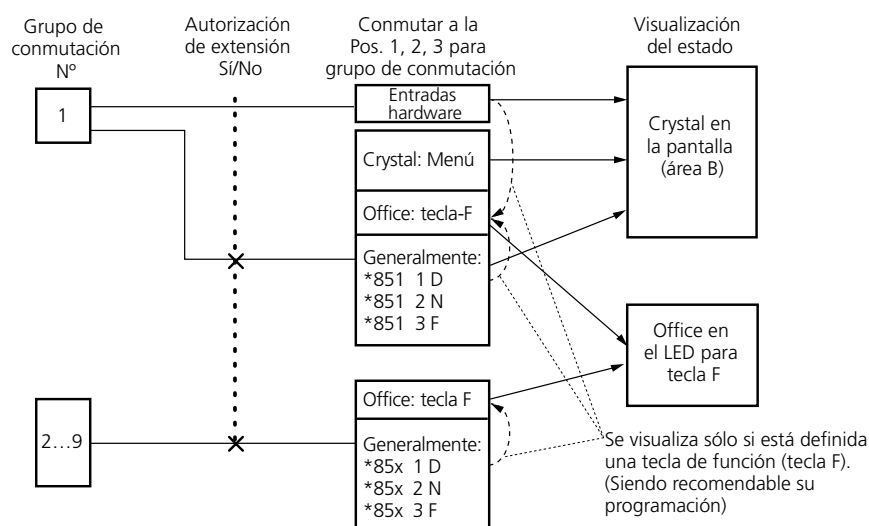 Grupo de
conmutación
Nº
Autorización
de extensión
Sí/No
Conmutar a la
Pos. 1, 2, 3 para
grupo de conmutación
Visualización
del estado
1
Entradas
hardware
Crystal: Menú
Office: tecla-F
Generalmente:
*851 1 D
*851 2 N
*851 3 F
Crystal en
la pantalla
(área B)
Office en
el LED para
tecla F
2...9
Office: tecla F
Generalmente:
*85x 1 D
*85x 2 N
*85x 3 F
Se visualiza sólo si está definida
una tecla de función (tecla F).
(Siendo recomendable su
programación)